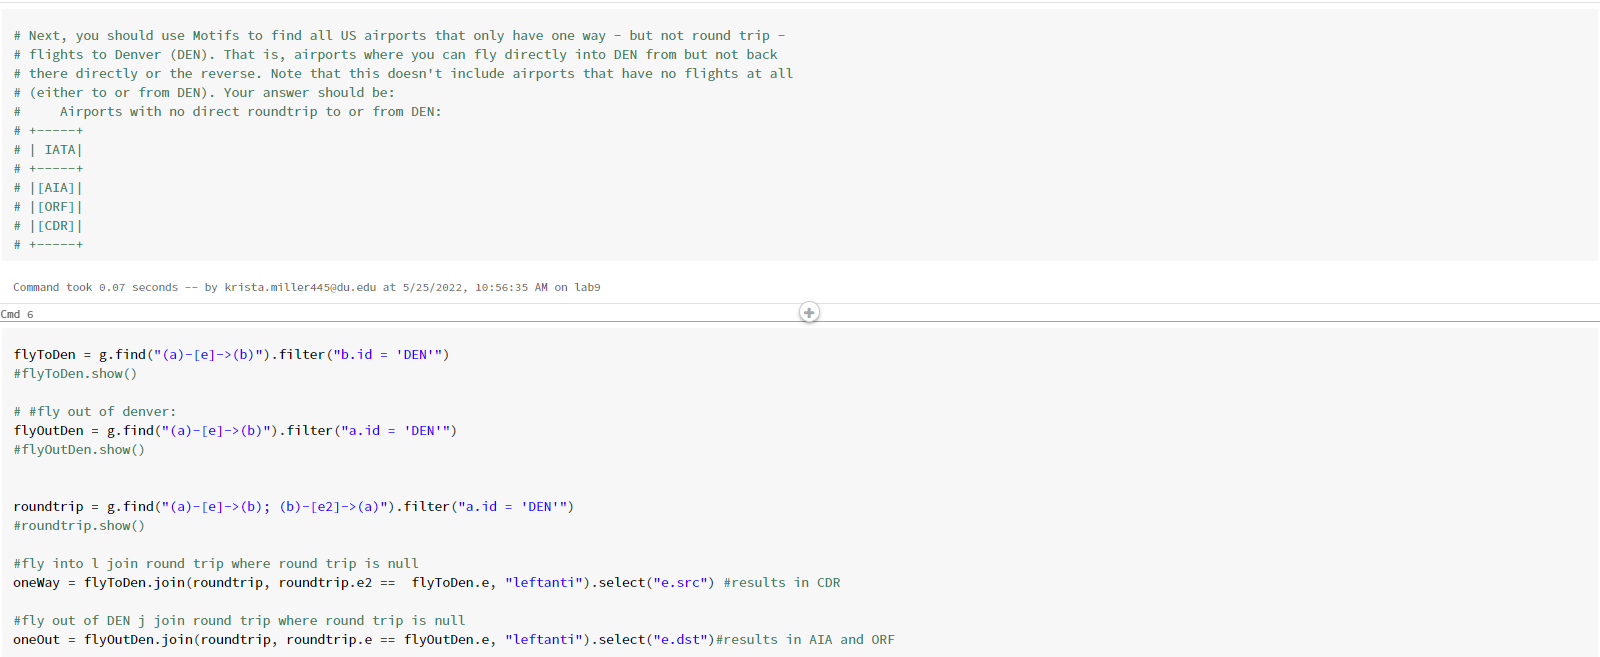 # Next, you should use Motifs to find all US airports that only have one way - but not round trip -
# flights to Denver (DEN). That is, airports where you can fly directly into DEN from but not back
# there directly or the reverse. Note that this doesn't include airports that have no flights at all
# (either to or from DEN). Your answer should be:
#     Airports with no direct roundtrip to or from DEN:
# +-----+
# | IATA|
# +-----+
# |[AIA]|
# |[ORF]|
# |[CDR]|
# +-----+
Command took 0.07 seconds -- by krista.miller445@du.edu at 5/25/2022, 10:56:35 AM on lab9
Cmd 6
flyToDen = g.find("(a)-[e]->(b)").filter("b.id = 'DEN'")
#flyToDen.show()
# #fly out of denver:
flyOutDen = g.find("(a)-[e]->(b)").filter("a.id = 'DEN'")
#flyOutDen.show()
roundtrip = g.find("(a)-[e]->(b); (b)-[e2]->(a)").filter("a.id = 'DEN'")
#roundtrip.show()
#fly into l join round trip where round trip is null
oneWay = flyToDen.join(roundtrip, roundtrip.e2 ==  flyToDen.e, "leftanti").select("e.src") #results in CDR
#fly out of DEN j join round trip where round trip is null
oneOut = flyOutDen.join(roundtrip, roundtrip.e == flyOutDen.e, "leftanti").select("e.dst")#results in AIA and ORF